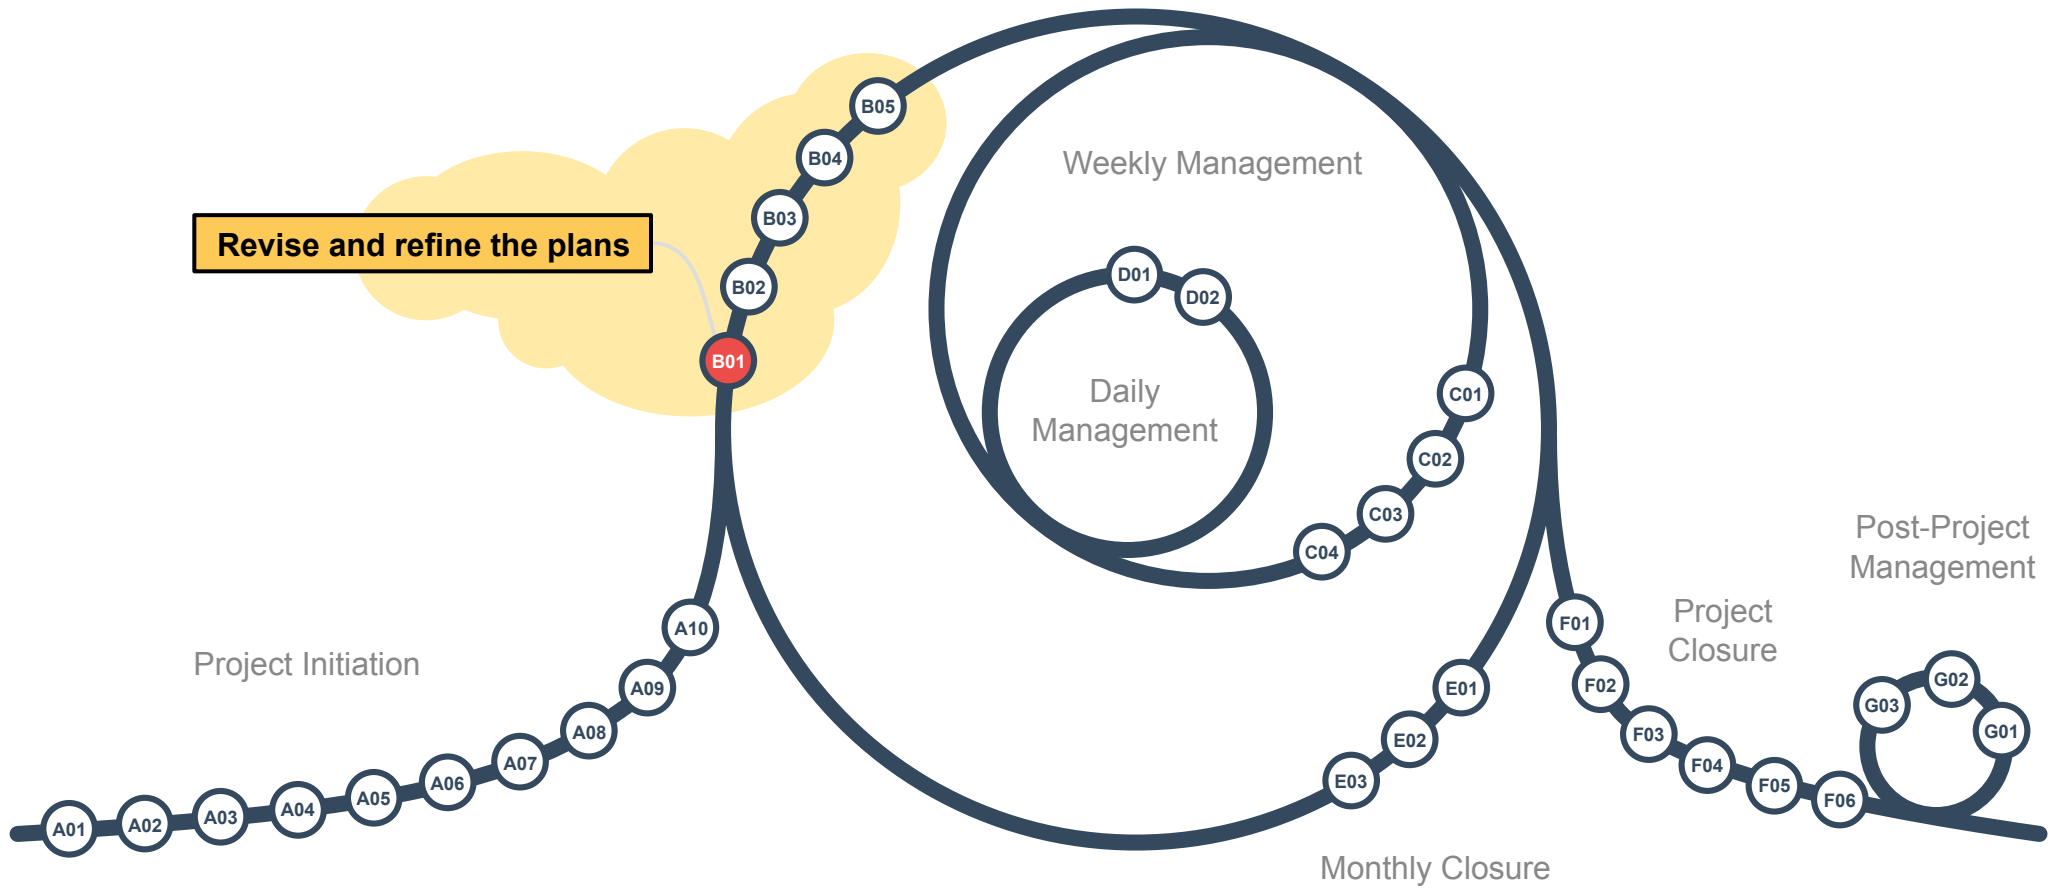 Revise and refine the plans
B05
B04
B03
B02
B01
Weekly Management
D01
D02
Daily
Management
C01
C02
C03
C04
Project Initiation
A01
A02
A03
A04
A05
A06
A07
A08
A09
A10
E01
E02
E03
Monthly Closure
Project
Closure
F01
F02
F03
F04
F05
F06
Post-Project
Management
G03
G02
G01